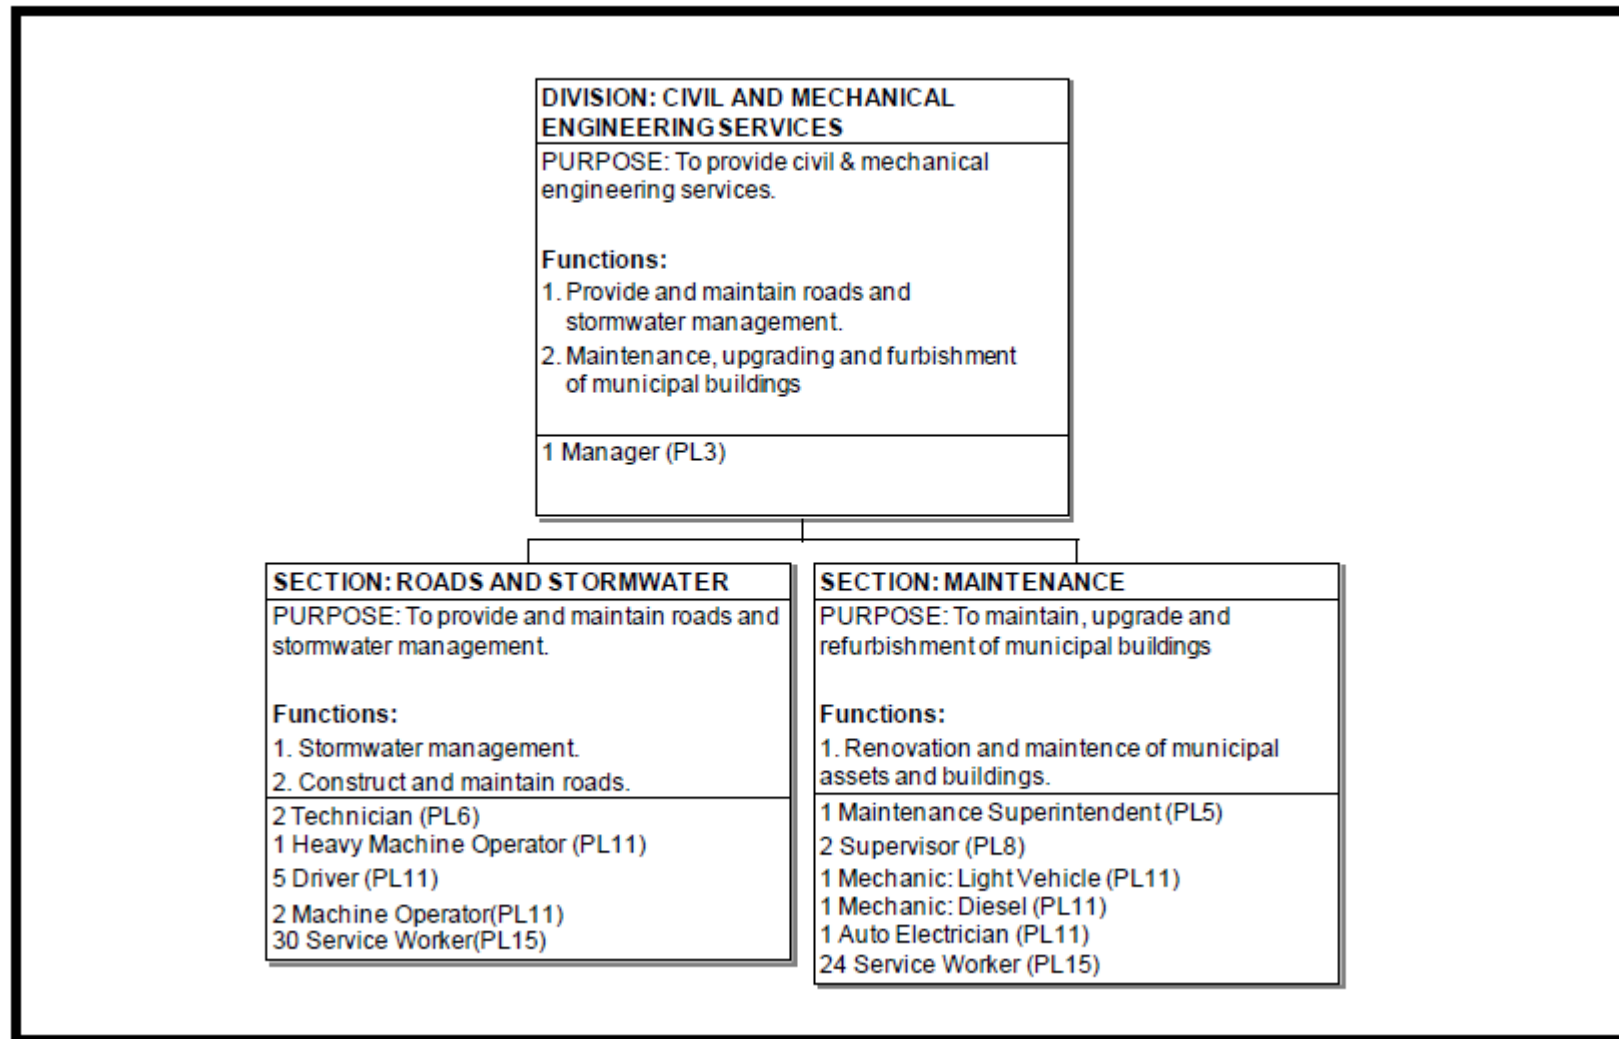 DIVISION: CIVIL AND MECHANICAL
ENGINEERING SERVICES
PURPOSE: To provide civil & mechanical
engineering services.
Functions:
1. Provide and maintain roads and
stormwater management.
2. Maintenance, upgrading and furbishment
of municipal buildings
1 Manager (PL3)
SECTION: ROADS AND STORMWATER
PURPOSE: To provide and maintain roads and
stormwater management.
Functions:
1. Stormwater management.
2. Construct and maintain roads.
2 Technician (PL6)
1 Heavy Machine Operator (PL11)
5 Driver (PL11)
2 Machine Operator(PL11)
30 Service Worker(PL15)
SECTION: MAINTENANCE
PURPOSE: To maintain, upgrade and
refurbishment of municipal buildings
Functions:
1. Renovation and maintence of municipal
assets and buildings.
1 Maintenance Superintendent (PL5)
2 Supervisor (PL8)
1 Mechanic: Light Vehicle (PL11)
1 Mechanic: Diesel (PL11)
1 Auto Electrician (PL11)
24 Service Worker (PL15)